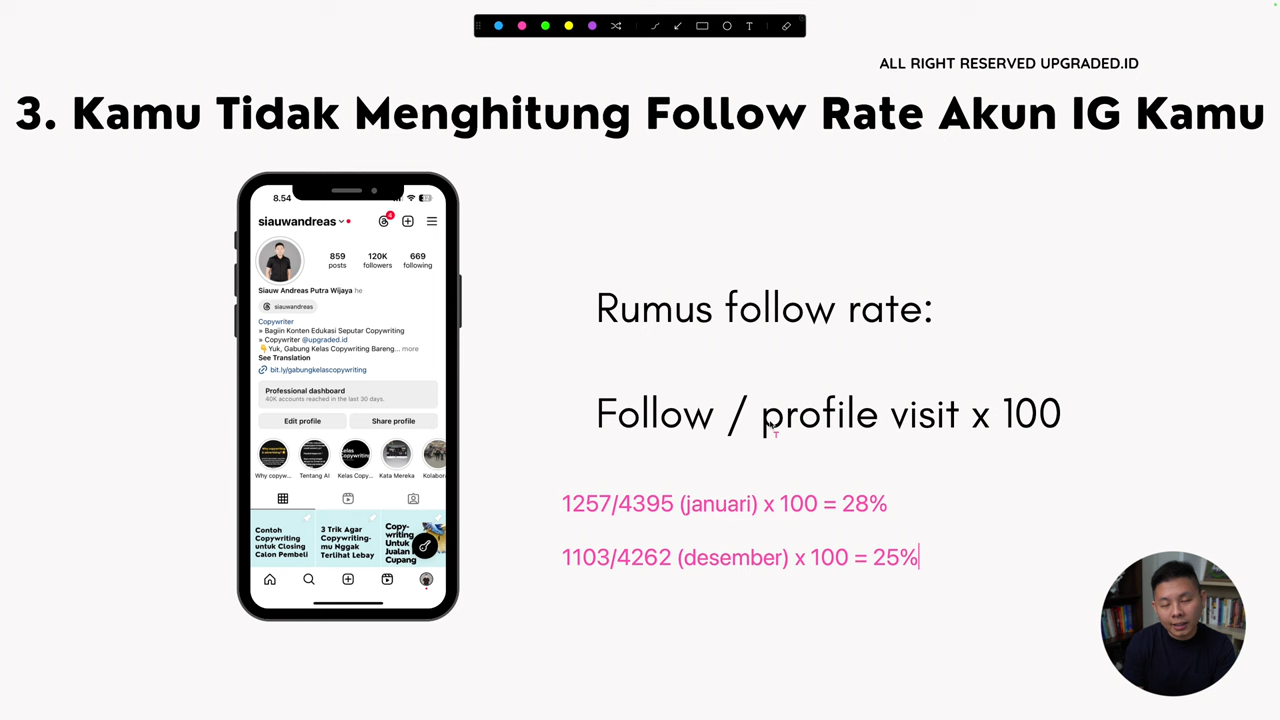 T
ALL RIGHT RESERVED UPGRADED.ID
3. Kamu Tidak Menghitung Follow Rate Akun IG Kamu
8.54
siauwandreas
4
859
120K
669
posts
followers
following
Siauw Andreas Putra Wijaya he
siauwandreas
Copywriter
» Bagiin Konten Edukasi Seputar Copywriting
» Copywriter @upgraded.id
Yuk, Gabung Kelas Copywriting Bareng... more
See Translation
bit.ly/gabungkelascopywriting
Professional dashboard
40K accounts reached in the last 30 days.
Edit profile
Share profile
Why copyw...
Tentang AI
Kelas Copy...
Kata Mereka
Kolabora
Contoh
Copywriting
untuk Closing
Calon Pembeli
3 Trik Agar
Copywriting-
mu Nggak
Terlihat Lebay
Copy-
writing
Untuk
Jualan
Cupang
Rumus follow rate:
Follow / profile visit x 100
1257/4395 (januari) x 100 = 28%
1103/4262 (desember) x 100 = 25%